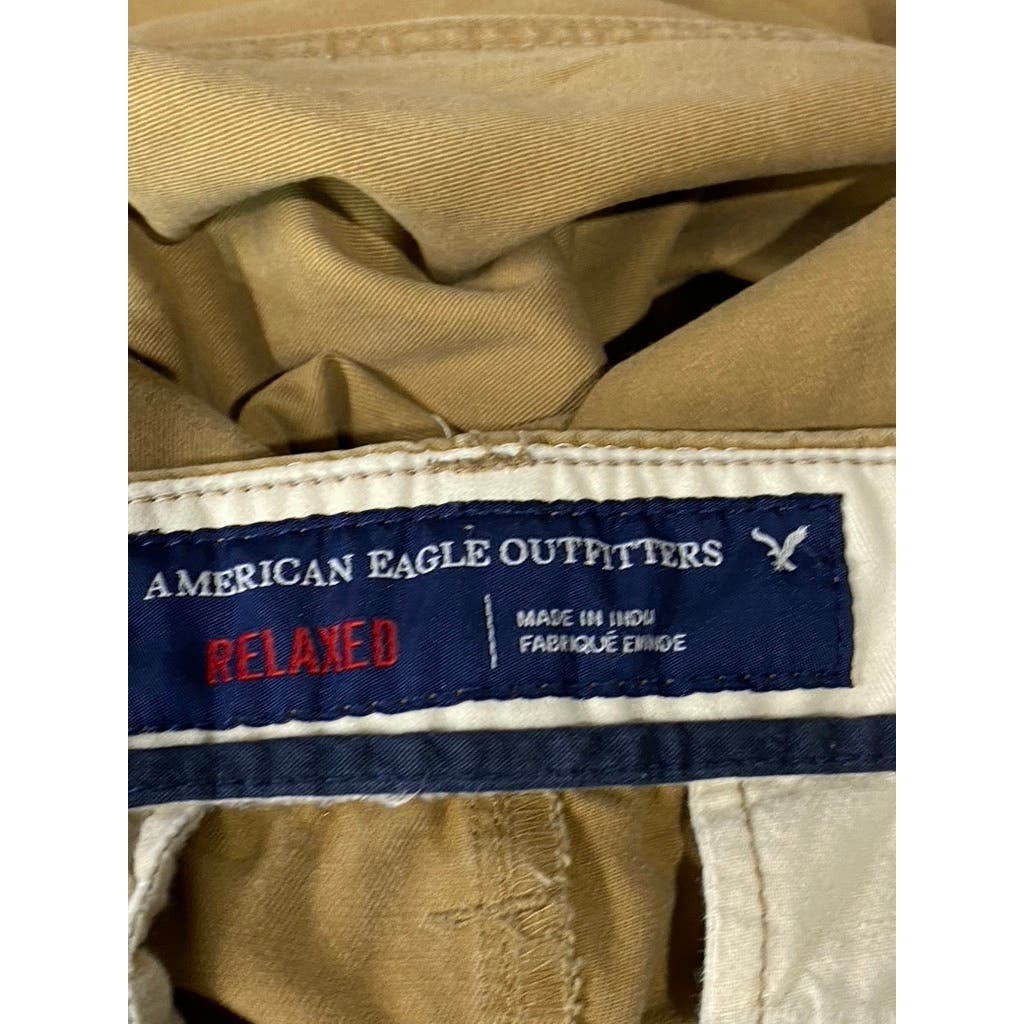 AMERICAN EAGLE OUTFITTERS
RELAXED
MADE IN INDIA
FABRIQUÉ EN INDE